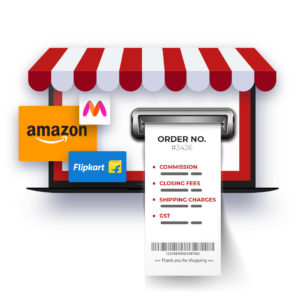 amazon
Flipkart
ORDER NO.
#3426
COMMISSION
CLOSING FEES
SHIPPING CHARGES
GST
*** Thank you for shopping ***